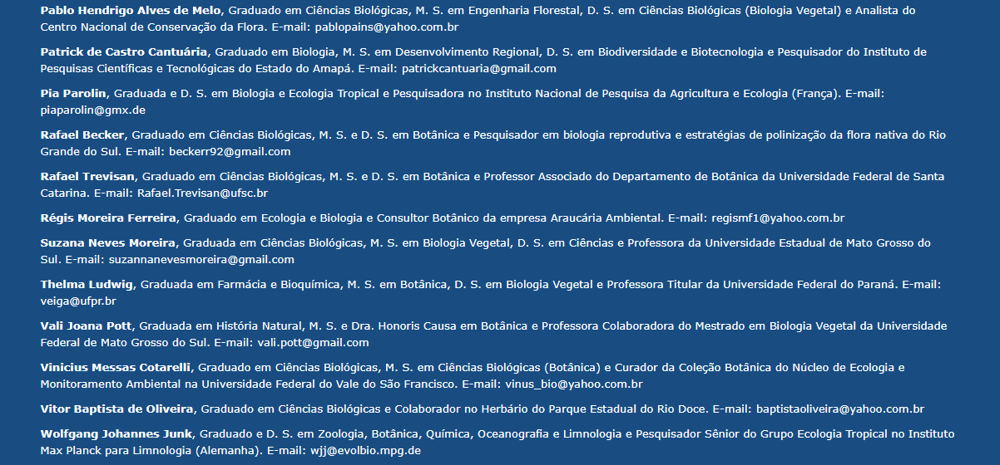 Pablo Hendrigo Alves de Melo, Graduado em Ciências Biológicas, M. S. em Engenharia Florestal, D. S. em Ciências Biológicas (Biologia Vegetal) e Analista do
Centro Nacional de Conservação da Flora. E-mail: pablopains@yahoo.com.br
Patrick de Castro Cantuária, Graduado em Biologia, M. S. em Desenvolvimento Regional, D. S. em Biodiversidade e Biotecnologia e Pesquisador do Instituto de
Pesquisas Científicas e Tecnológicas do Estado do Amapá. E-mail: patrickcantuaria@gmail.com
Pia Parolin, Graduada e D. S. em Biologia e Ecologia Tropical e Pesquisadora no Instituto Nacional de Pesquisa da Agricultura e Ecologia (França). E-mail:
piaparolin@gmx.de
Rafael Becker, Graduado em Ciências Biológicas, M. S. e D. S. em Botânica e Pesquisador em biologia reprodutiva e estratégias de polinização da flora nativa do Rio
Grande do Sul. E-mail: beckerr92@gmail.com
Rafael Trevisan, Graduado em Ciências Biológicas, M. S. e D. S. em Botânica e Professor Associado do Departamento de Botânica da Universidade Federal de Santa
Catarina. E-mail: Rafael.Trevisan@ufsc.br
Régis Moreira Ferreira, Graduado em Ecologia e Biologia e Consultor Botânico da empresa Araucária Ambiental. E-mail: regismf1@yahoo.com.br
Suzana Neves Moreira, Graduada em Ciências Biológicas, M. S. em Biologia Vegetal, D. S. em Ciências e Professora da Universidade Estadual de Mato Grosso do
Sul. E-mail: suzannanevesmoreira@gmail.com
Thelma Ludwig, Graduada em Farmácia e Bioquímica, M. S. em Botânica, D. S. em Biologia Vegetal e Professora Titular da Universidade Federal do Paraná. E-mail:
veiga@ufpr.br
Vali Joana Pott, Graduada em História Natural, M. S. e Dra. Honoris Causa em Botânica e Professora Colaboradora do Mestrado em Biologia Vegetal da Universidade
Federal de Mato Grosso do Sul. E-mail: vali.pott@gmail.com
Vinicius Messas Cotarelli, Graduado em Ciências Biológicas, M. S. em Ciências Biológicas (Botânica) e Curador da Coleção Botânica do Núcleo de Ecologia e
Monitoramento Ambiental na Universidade Federal do Vale do São Francisco. E-mail: vinus_bio@yahoo.com.br
Vitor Baptista de Oliveira, Graduado em Ciências Biológicas e Colaborador no Herbário do Parque Estadual do Rio Doce. E-mail: baptistaoliveira@yahoo.com.br
Wolfgang Johannes Junk, Graduado e D. S. em Zoologia, Botânica, Química, Oceanografia e Limnologia e Pesquisador Sênior do Grupo Ecologia Tropical no Instituto
Max Planck para Limnologia (Alemanha). E-mail: wjj@evolbio.mpg.de